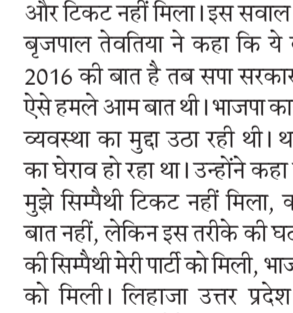 और टिकट नहीं मिला। इस सवाल
बृजपाल तेवतिया ने कहा कि ये
2016 की बात है तब सपा सरकार
ऐसे हमले आम बात थी। भाजपा का
व्यवस्था का मुद्दा उठा रही थी। थ
का घेराव हो रहा था। उन्होंने कहा
मुझे सिम्पैथी टिकट नहीं मिला, व
बात नहीं, लेकिन इस तरीके की घट
की सिम्पैथी मेरी पार्टी को मिली, भाज
को मिली। लिहाजा उत्तर प्रदेश